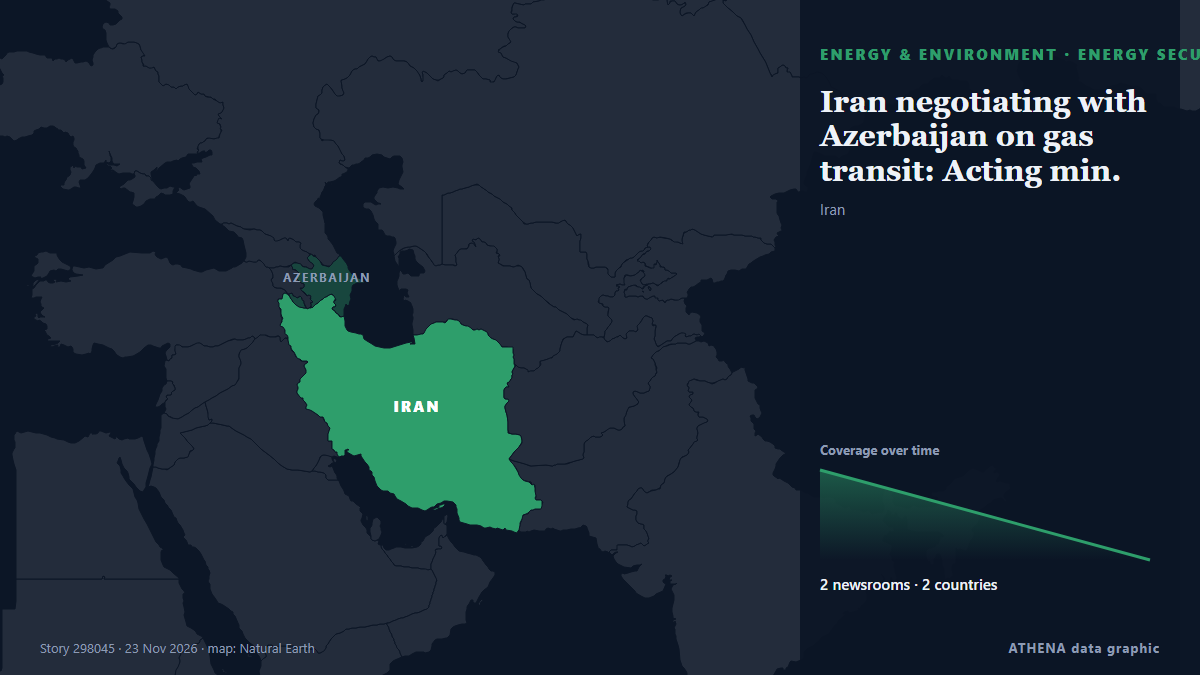 ENERGY & ENVIRONMENT · ENERGY SECU
Iran negotiating with
Azerbaijan on gas
transit: Acting min.
Iran
AZERBAIJAN
IRAN
Coverage over time
2 newsrooms · 2 countries
Story 298045 · 23 Nov 2026 · map: Natural Earth
ATHENA data graphic